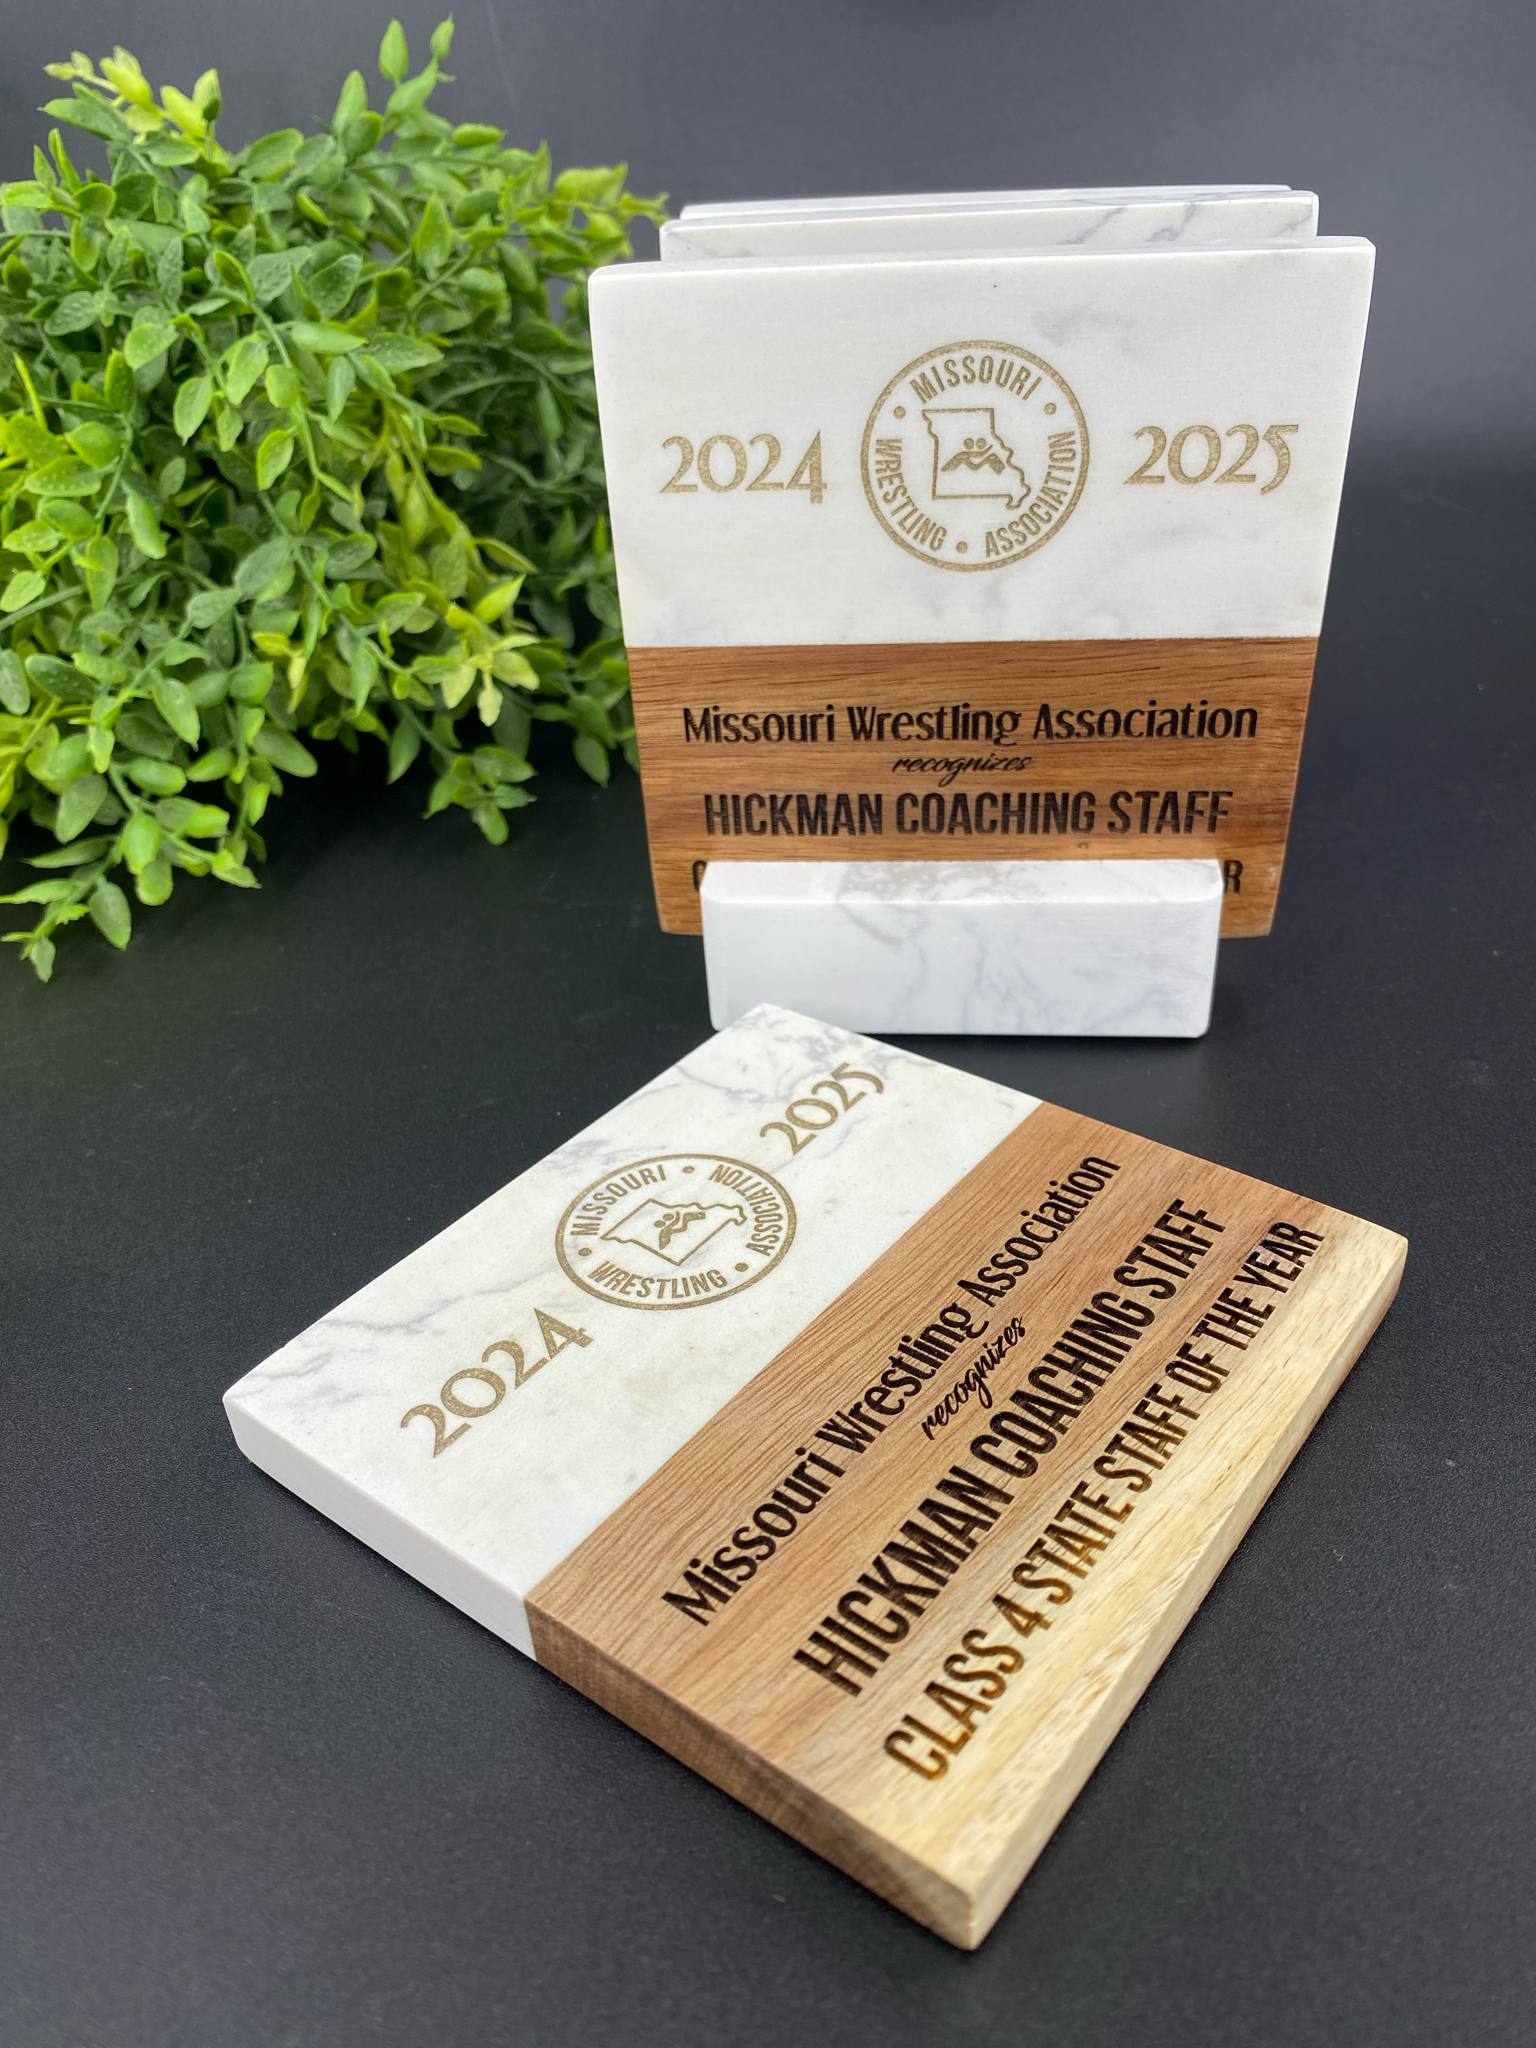 2024 MISSOURI WRESTLING ASSOCIATION 2025
Missouri Wrestling Association
recognizes
HICKMAN COACHING STAFF
2024 MISSOURI WRESTLING ASSOCIATION 2025
Missouri Wrestling Association
recognizes
HICKMAN COACHING STAFF
CLASS 4 STATE STAFF OF THE YEAR